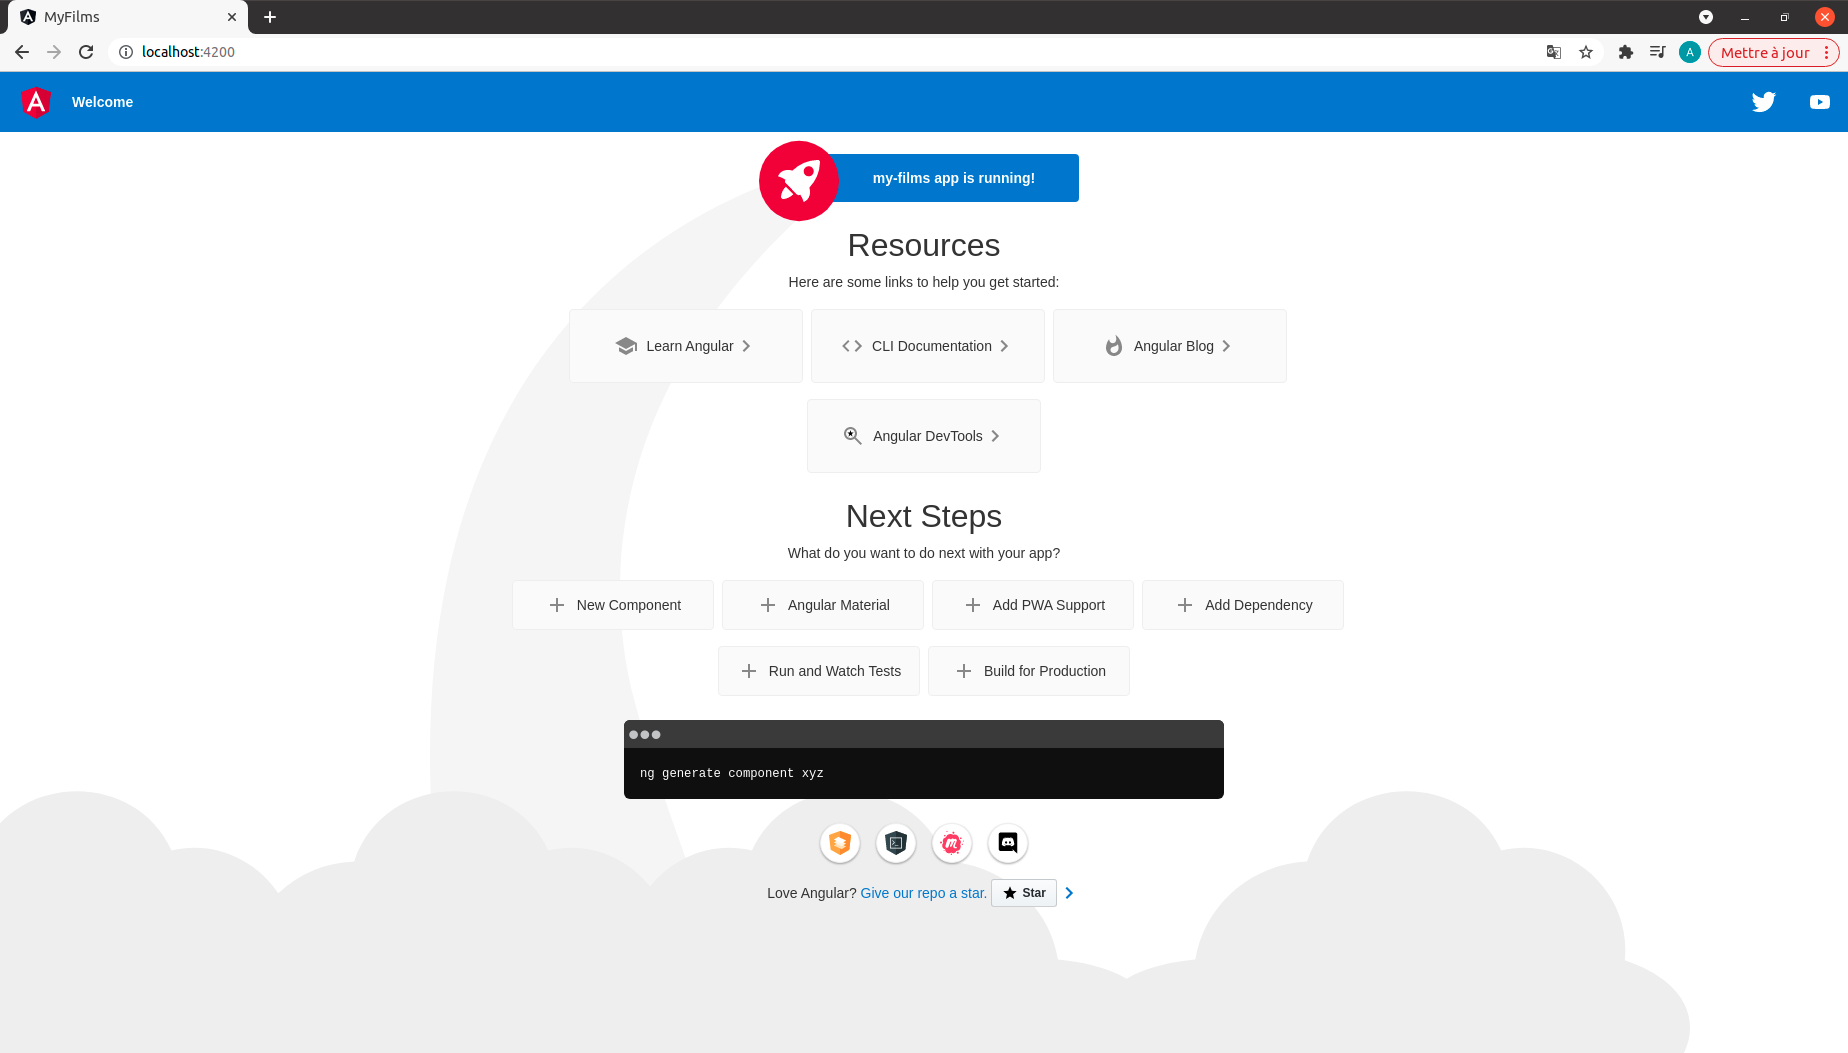 MyFilms
localhost:4200
A
Mettre à jour
Welcome
my-films app is running!
Resources
Here are some links to help you get started:
Learn Angular
CLI Documentation
Angular Blog
Angular DevTools
Next Steps
What do you want to do next with your app?
New Component
Angular Material
Add PWA Support
Add Dependency
Run and Watch Tests
Build for Production
ng generate component xyz
Love Angular? Give our repo a star. Star